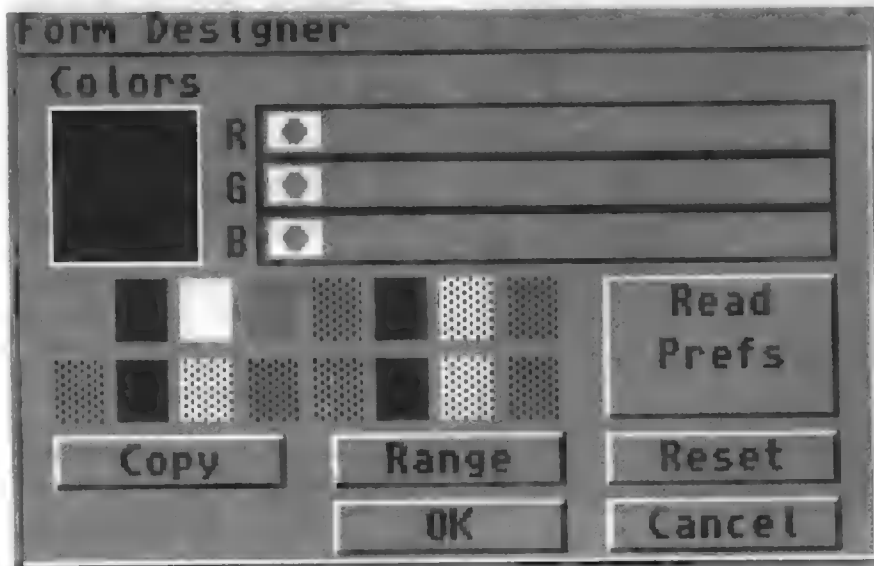 Form Designer
Colors
R
G
B
Read
Prefs
Copy
Range
Reset
OK
Cancel